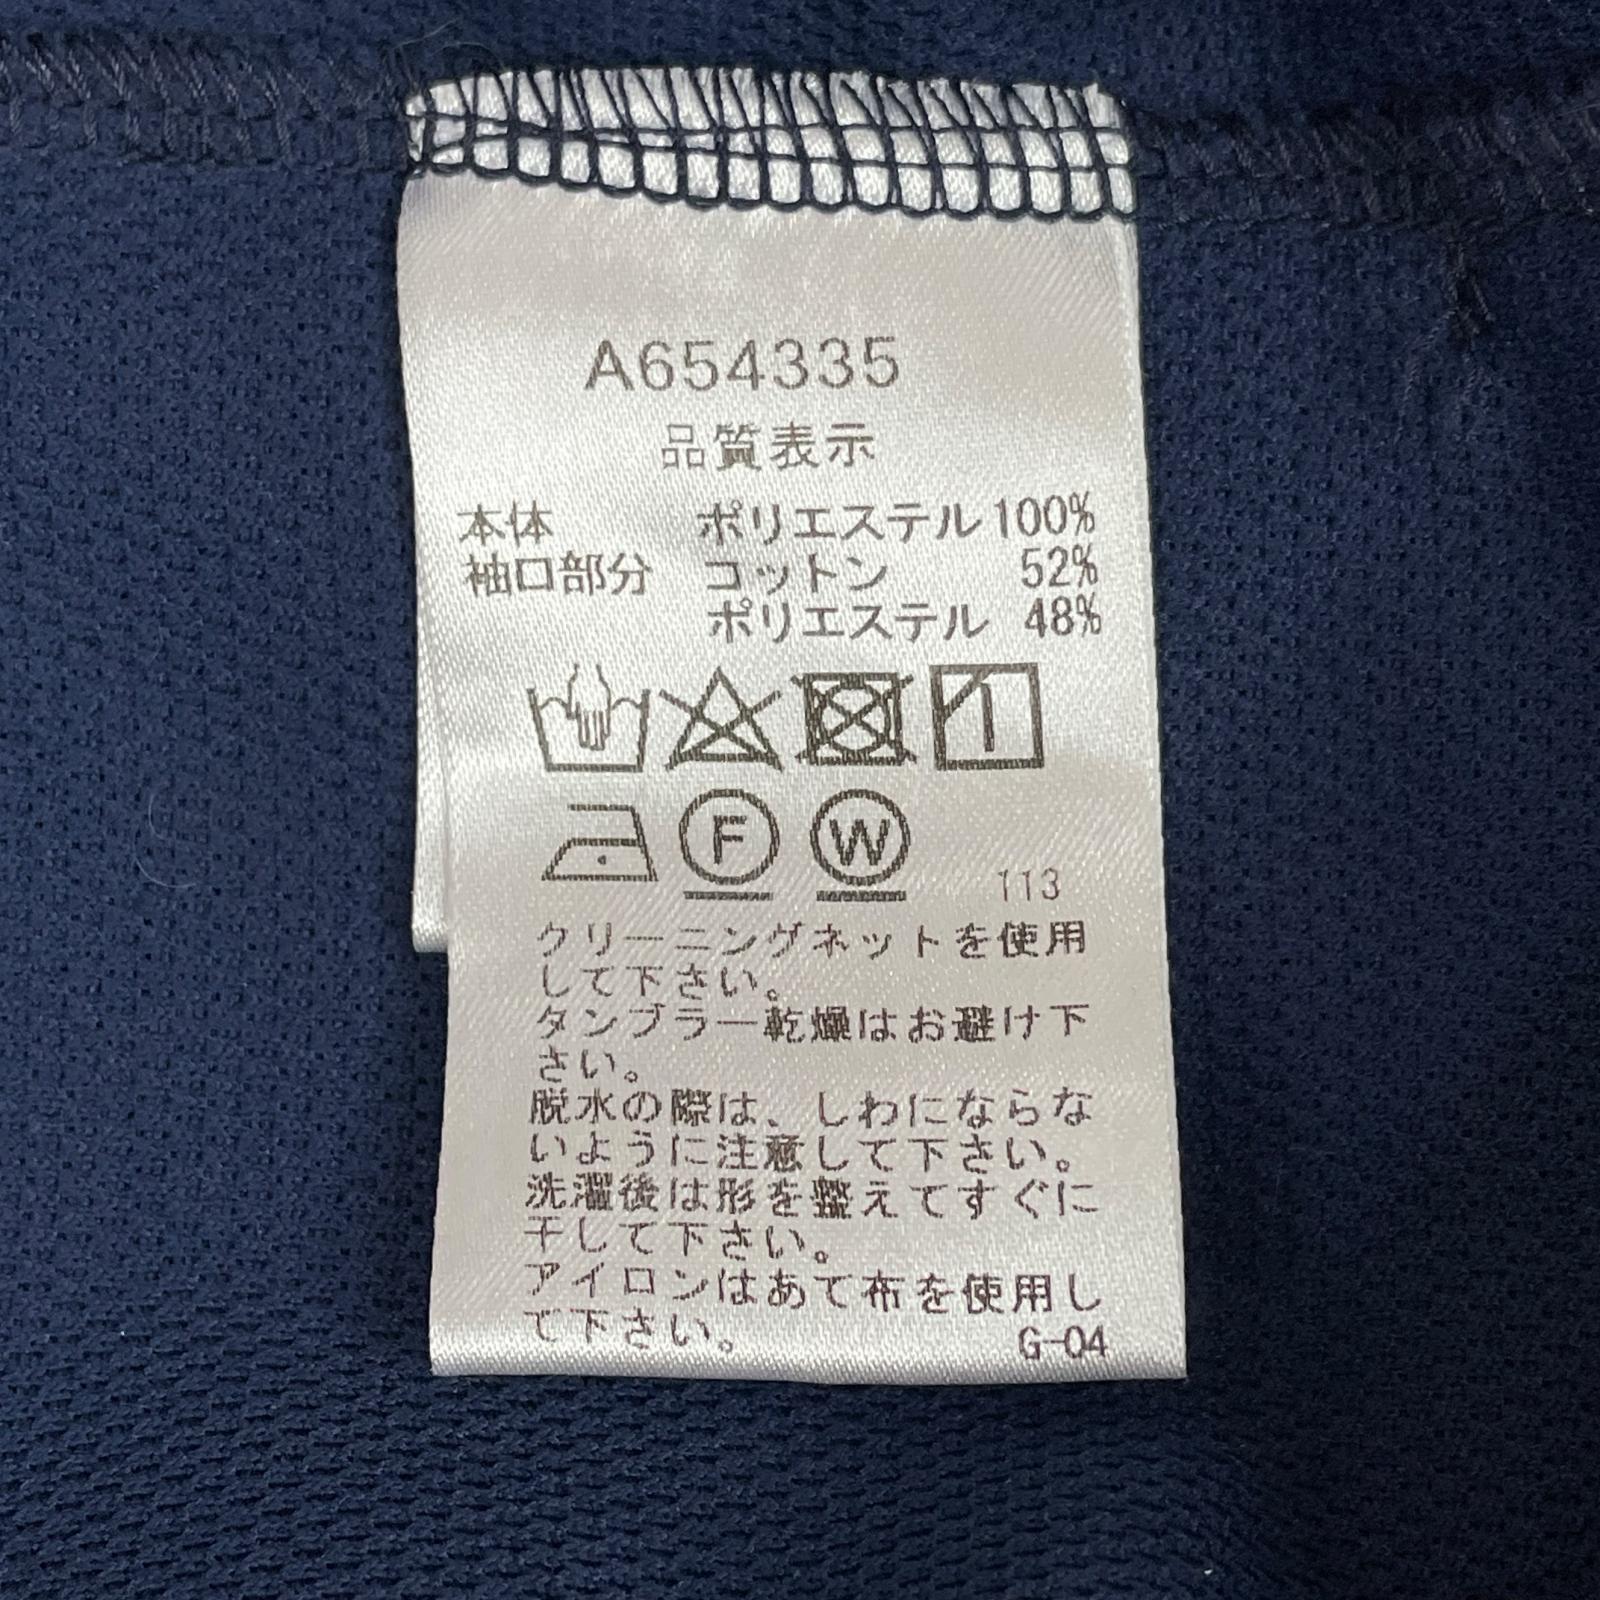 A654335
品質表示
本体 ポリエステル100%
袖口部分 コットン 52%
ポリエステル 48%
F W 113
クリーニングネットを使用
して下さい。
タンブラー乾燥はお避け下
さい。
脱水の際は、しわにならな
いように注意して下さい。
洗濯後は形を整えてすぐに
干して下さい。
アイロンはあて布を使用し
て下さい。 G-04